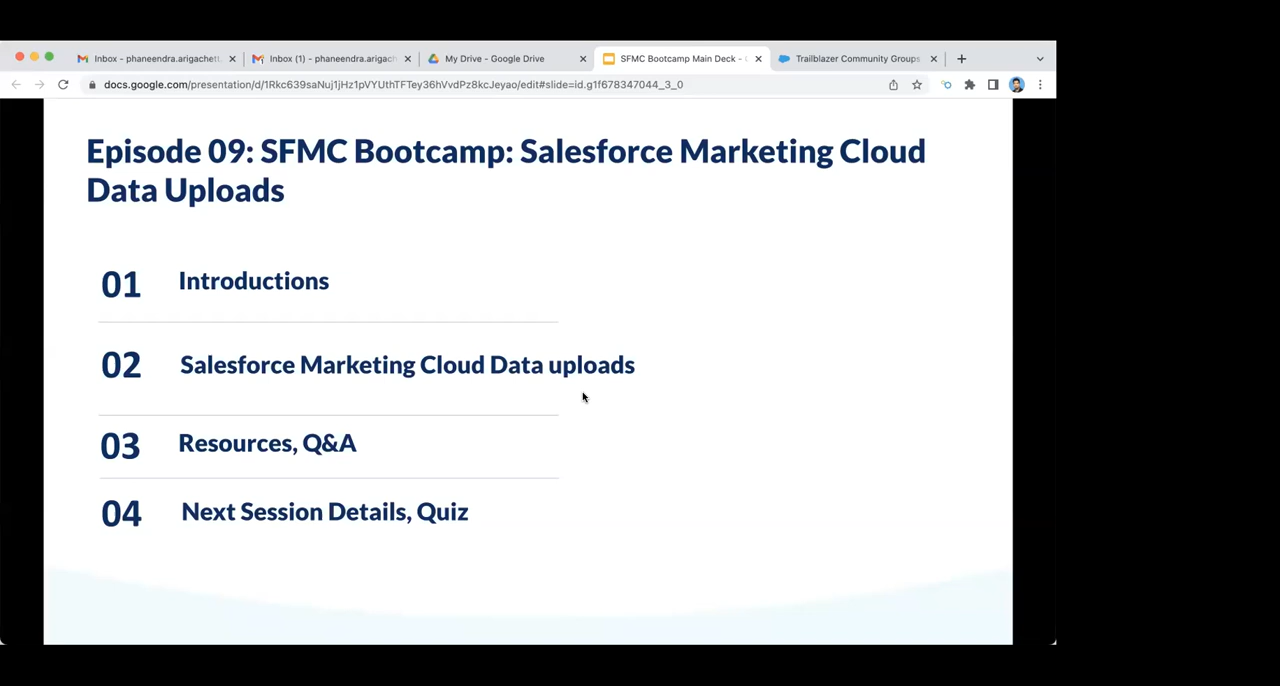 Inbox - phaneendra.arigachett
Inbox (1) - phaneendra.arigach
My Drive - Google Drive
SFMC Bootcamp Main Deck -
Trailblazer Community Groups
docs.google.com/presentation/d/1Rkc639saNuj1jHz1pVYUthTFTey36hVvdPz8kcJeyao/edit#slide=id.g1f678347044_3_0
Episode 09: SFMC Bootcamp: Salesforce Marketing Cloud
Data Uploads
01 Introductions
02 Salesforce Marketing Cloud Data uploads
03 Resources, Q&A
04 Next Session Details, Quiz